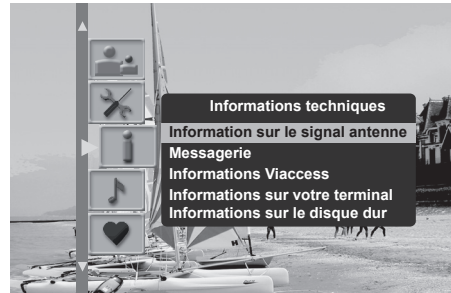 Informations techniques
Information sur le signal antenne
Messagerie
Informations Viaccess
Informations sur votre terminal
Informations sur le disque dur